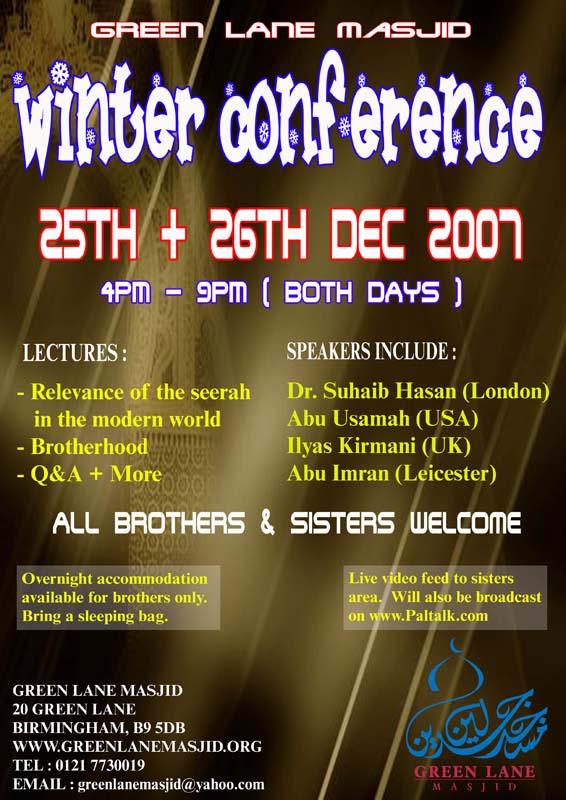 GREEN LANE MASJID
Winter Conference
25TH + 26TH DEC 2007
4PM - 9PM ( BOTH DAYS )
LECTURES :
- Relevance of the seerah
in the modern world
- Brotherhood
- Q&A + More
SPEAKERS INCLUDE :
Dr. Suhaib Hasan (London)
Abu Usamah (USA)
Ilyas Kirmani (UK)
Abu Imran (Leicester)
ALL BROTHERS & SISTERS WELCOME
Overnight accommodation
available for brothers only.
Bring a sleeping bag.
Live video feed to sisters
area. Will also be broadcast
on www.Paltalk.com
GREEN LANE MASJID
20 GREEN LANE
BIRMINGHAM, B9 5DB
WWW.GREENLANEMASJID.ORG
TEL : 0121 7730019
EMAIL : greenlanemasjid@yahoo.com
مسجد جرين لين
GREEN LANE
MASJID